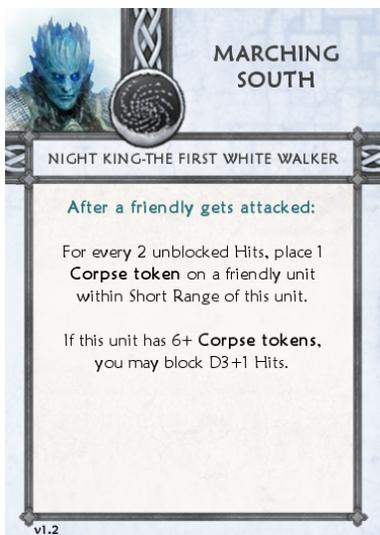 MARCHING
SOUTH
NIGHT KING-THE FIRST WHITE WALKER
After a friendly gets attacked:
For every 2 unblocked Hits, place 1
Corpse token on a friendly unit
within Short Range of this unit.
If this unit has 6+ Corpse tokens,
you may block D3+1 Hits.
v1.2